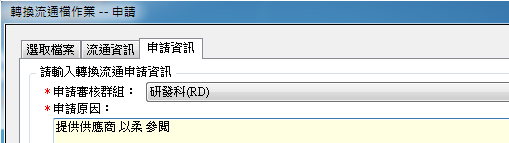 轉換流通檔作業 -- 申請
選取檔案 流通資訊 申請資訊
請輸入轉換流通申請資訊
*申請審核群組： 研發科(RD)
*申請原因：
提供供應商 以柔 參閱